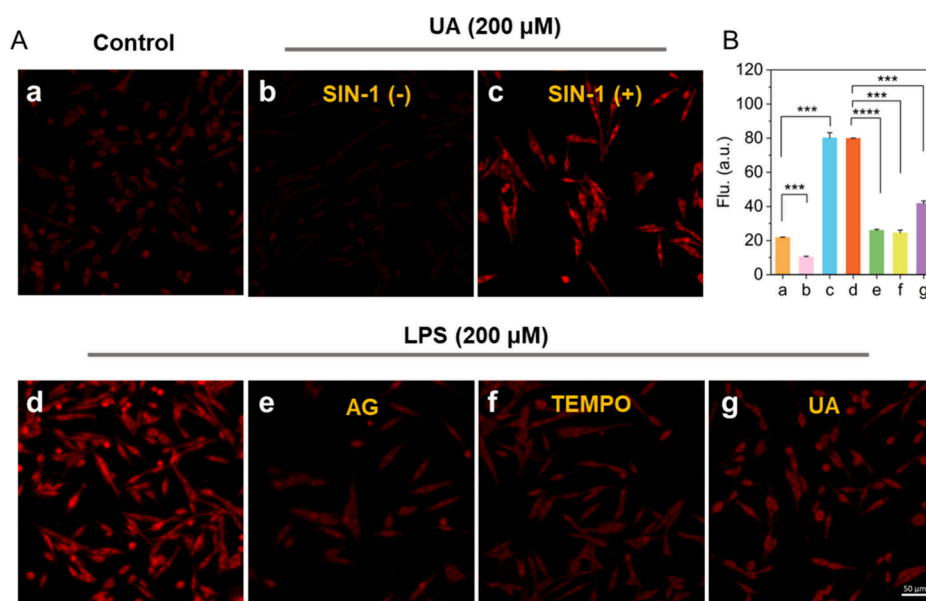 A
Control
UA (200 µM)
a
b
SIN-1 (-)
c
SIN-1 (+)
B
120
100
80
60
40
20
0
Flu. (a.u.)
***
***
****
***
***
a b c d e f g
LPS (200 µM)
d
e
AG
f
TEMPO
g
UA
50 µm